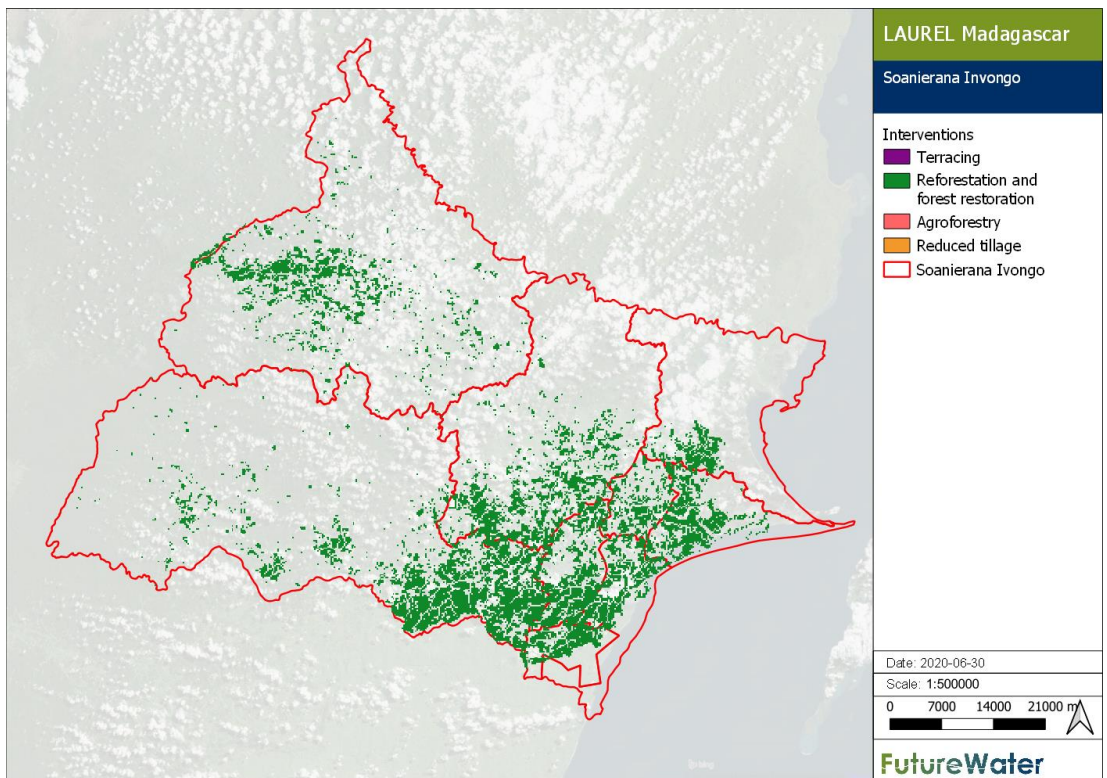 LAUREL Madagascar
Soanierana Invongo
Interventions
Terracing
Reforestation and
forest restoration
Agroforestry
Reduced tillage
Soanierana Ivongo
Date: 2020-06-30
Scale: 1:500000
0 7000 14000 21000 m
FutureWater